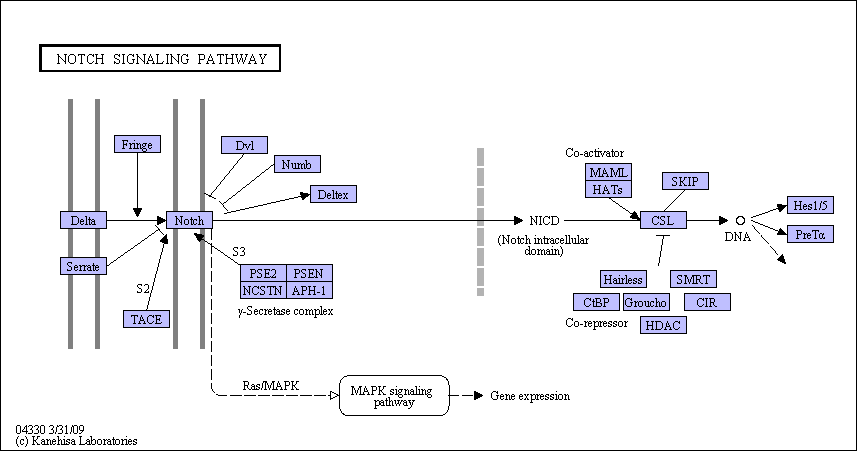 NOTCH SIGNALING PATHWAY
Fringe
Dvl
Numb
Deltex
Delta
Notch
Serrate
S2
TACE
S3
PSE2
PSEN
NCSTN
APH-1
γ-Secretase complex
NICD
(Notch intracellular
domain)
Co-activator
MAML
HATs
SKIP
CSL
DNA
Hes1/5
PreTα
Hairless
SMRT
CtBP
Groucho
CIR
Co-repressor
HDAC
Ras/MAPK
MAPK signaling
pathway
Gene expression
04330 3/31/09
(c) Kanehisa Laboratories